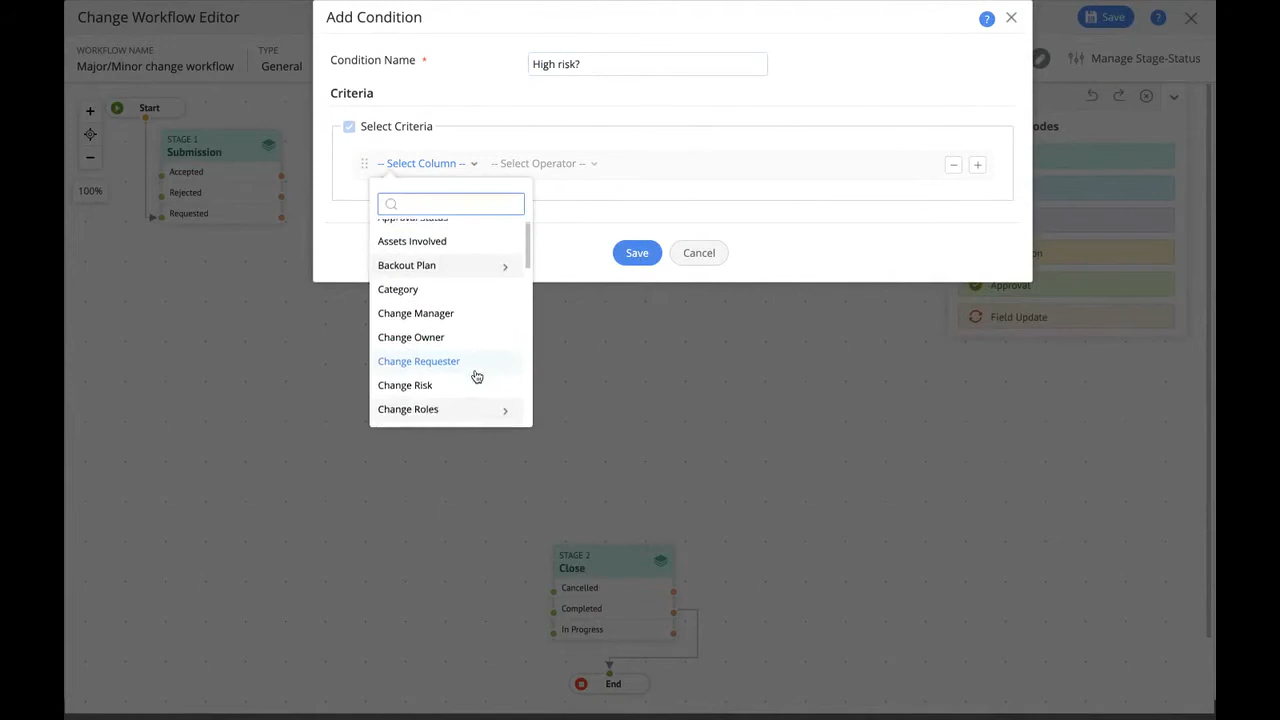 Change Workflow Editor
Add Condition
?
Save
?
WORKFLOW NAME
TYPE
Major/Minor change workflow
General
Manage Stage-Status
Condition Name *
High risk?
Criteria
Select Criteria
-- Select Column --
-- Select Operator --
Start
STAGE 1
Submission
Accepted
Rejected
Requested
100%
Approval Status
Assets Involved
Backout Plan
Category
Change Manager
Change Owner
Change Requester
Change Risk
Change Roles
Save
Cancel
Approval
Field Update
STAGE 2
Close
Cancelled
Completed
In Progress
End